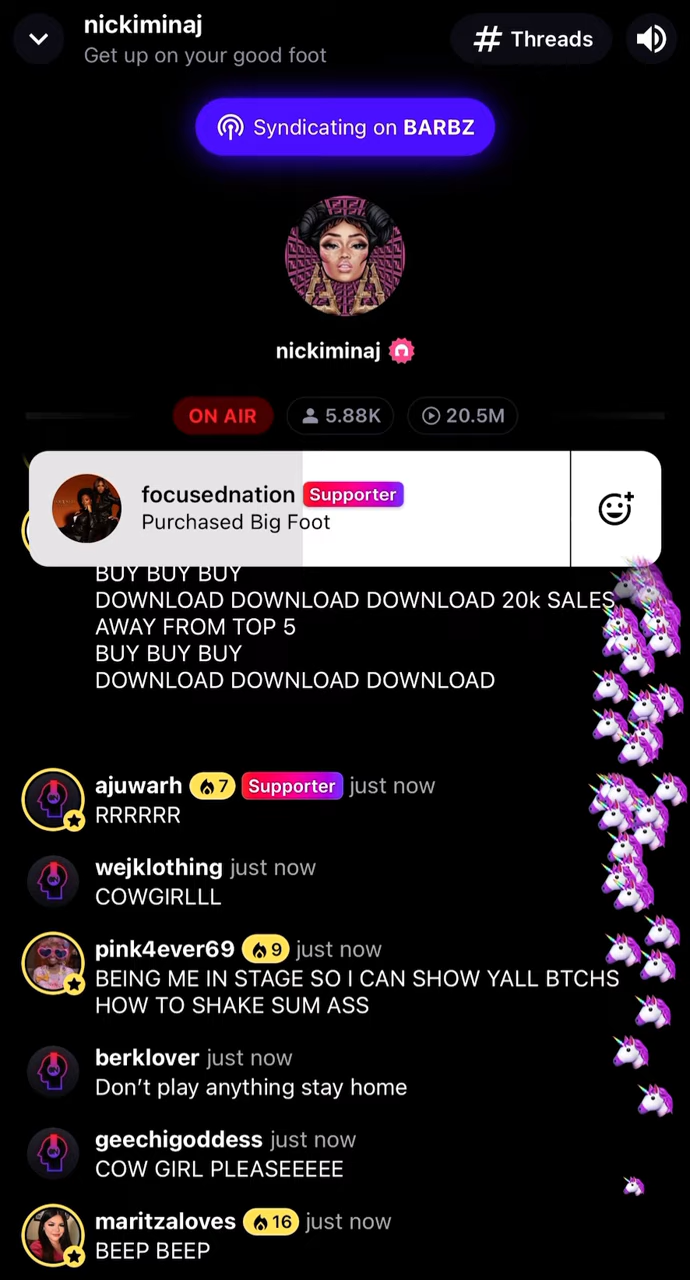 nickiminaj
Get up on your good foot
Threads
Syndicating on BARBZ
nickiminaj
ON AIR
5.88K
20.5M
focusednation Supporter
Purchased Big Foot
BUY BUY BUY
DOWNLOAD DOWNLOAD DOWNLOAD 20k SALES
AWAY FROM TOP 5
BUY BUY BUY
DOWNLOAD DOWNLOAD DOWNLOAD
ajuwarh 7 Supporter just now
RRRRRR
wejklothing just now
COWGIRLLL
pink4ever69 9 just now
BEING ME IN STAGE SO I CAN SHOW YALL BTCHS
HOW TO SHAKE SUM ASS
berklover just now
Don’t play anything stay home
geechigoddess just now
COW GIRL PLEASEEEEE
maritzaloves 16 just now
BEEP BEEP